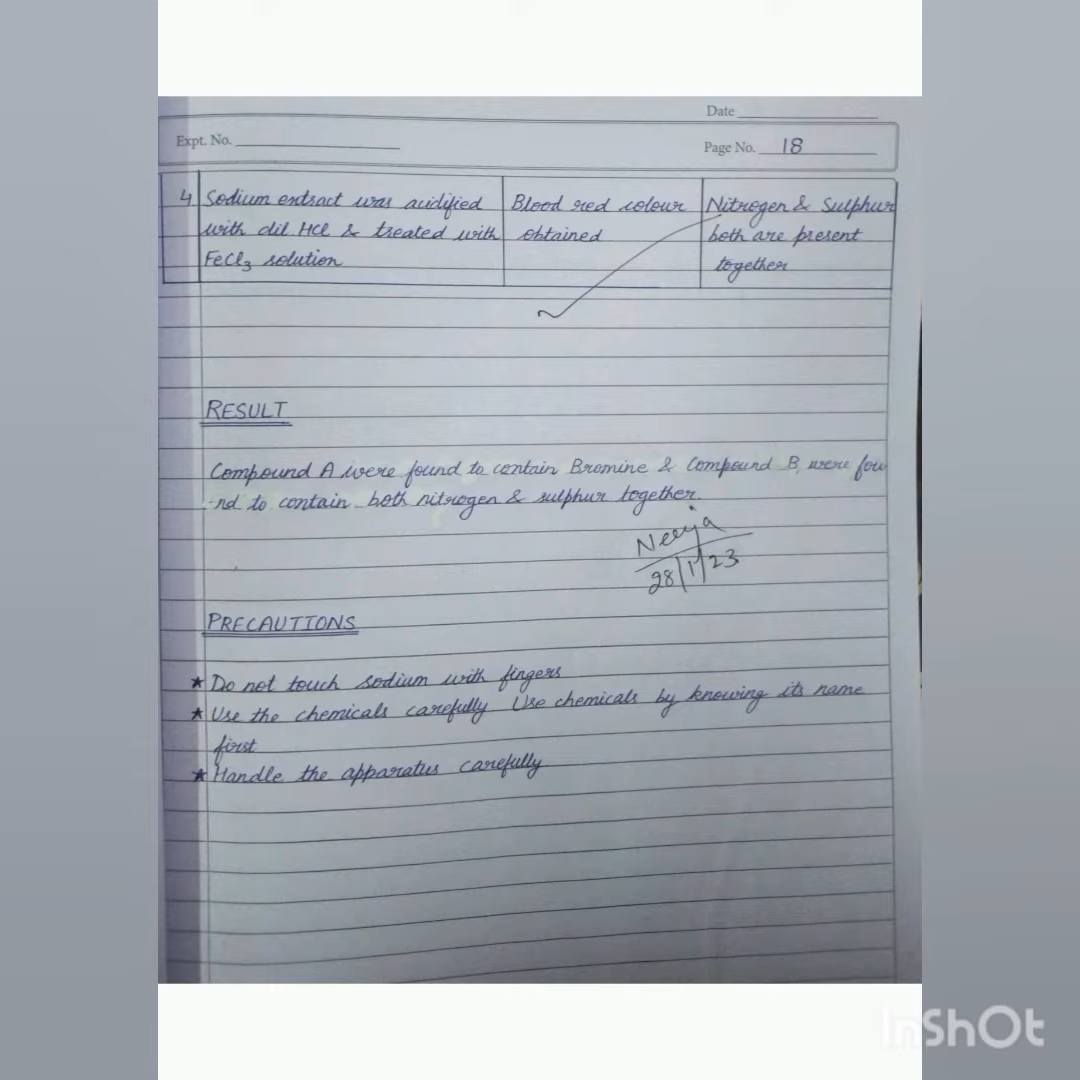 Date
Expt. No.
Page No. 18
4 Sodium extract was acidified Blood red colour Nitrogen & Sulphur
with dil HCl & treated with obtained both are present
FeCl₃ solution together
RESULT
Compound A were found to contain Bromine & Compound B, were fou
-nd to contain both nitrogen & sulphur together.
Neerja
28/1/23
PRECAUTIONS
★ Do not touch sodium with fingers
★ Use the chemicals carefully Use chemicals by knowing its name
first
★ Handle the apparatus carefully
InShOt